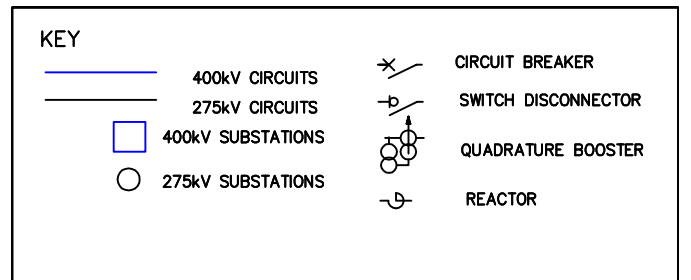 KEY
400kV CIRCUITS
275kV CIRCUITS
400kV SUBSTATIONS
275kV SUBSTATIONS
CIRCUIT BREAKER
SWITCH DISCONNECTOR
QUADRATURE BOOSTER
REACTOR